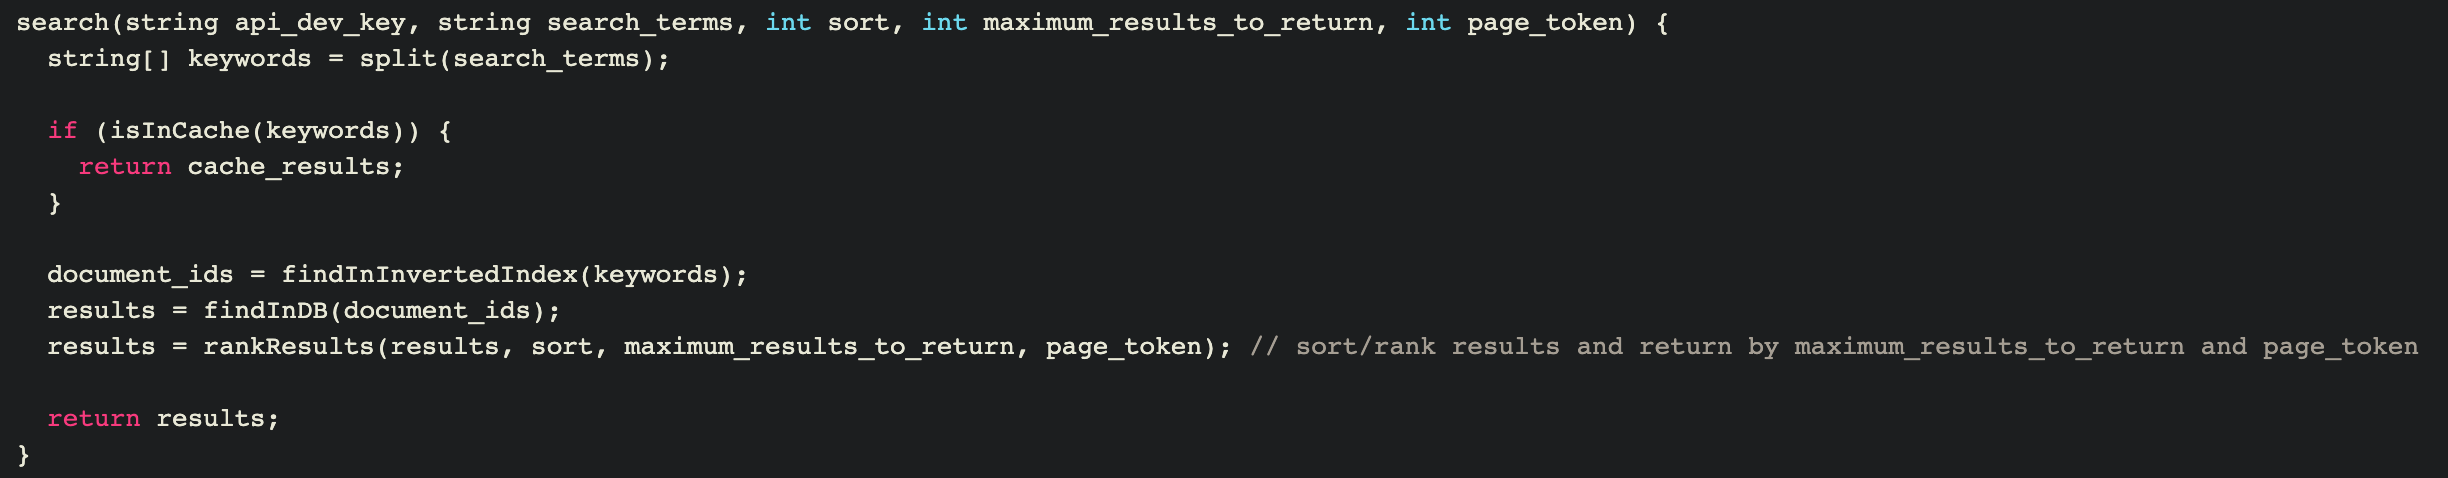 search(string api_dev_key, string search_terms, int sort, int maximum_results_to_return, int page_token) {
  string[] keywords = split(search_terms);

  if (isInCache(keywords)) {
    return cache_results;
  }

  document_ids = findInInvertedIndex(keywords);
  results = findInDB(document_ids);
  results = rankResults(results, sort, maximum_results_to_return, page_token); // sort/rank results and return by maximum_results_to_return and page_token

  return results;
}